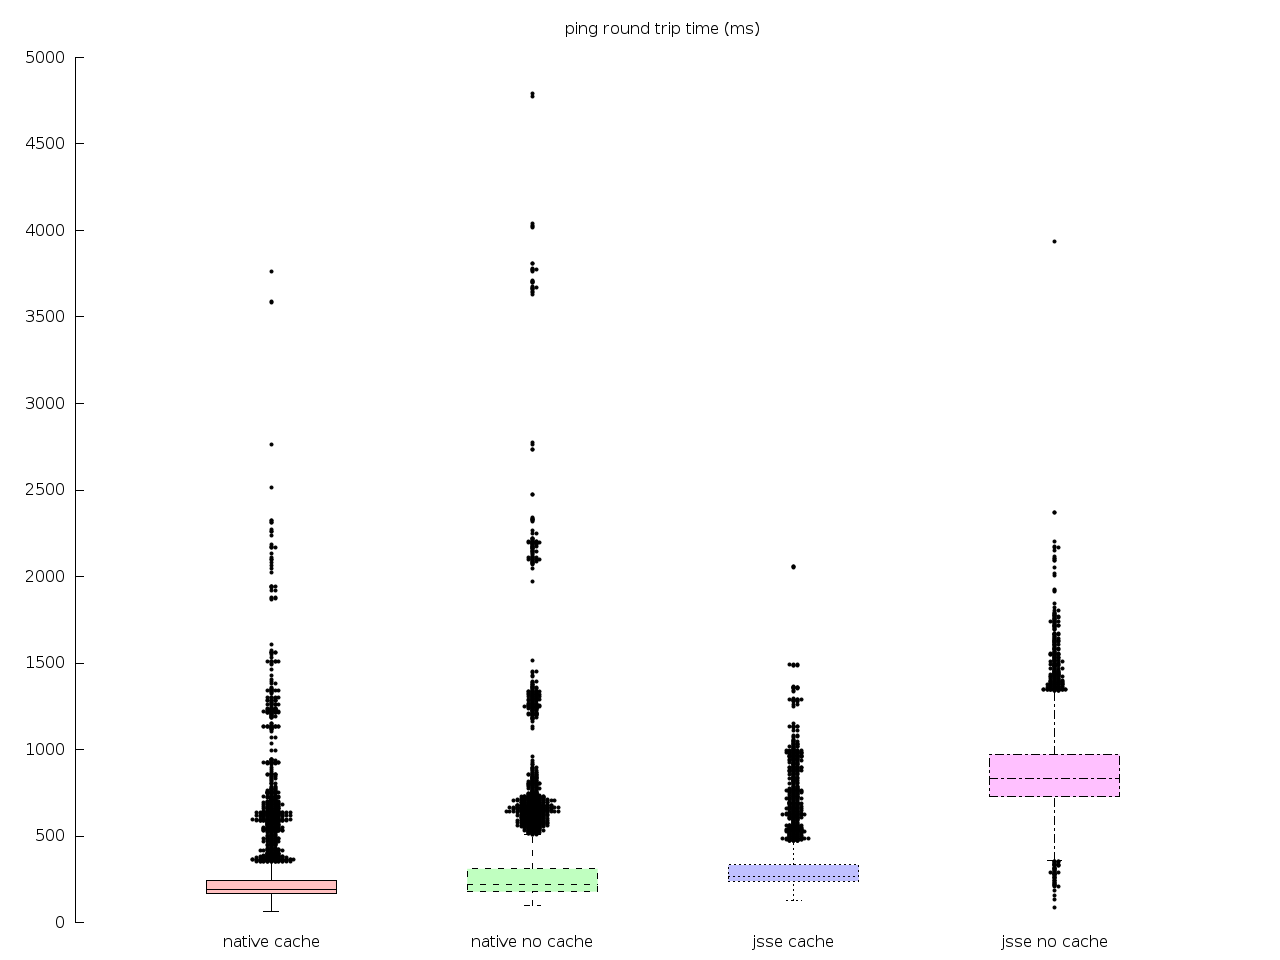 ping round trip time (ms)
5000
4500
4000
3500
3000
2500
2000
1500
1000
500
0
native cache
native no cache
jsse cache
jsse no cache